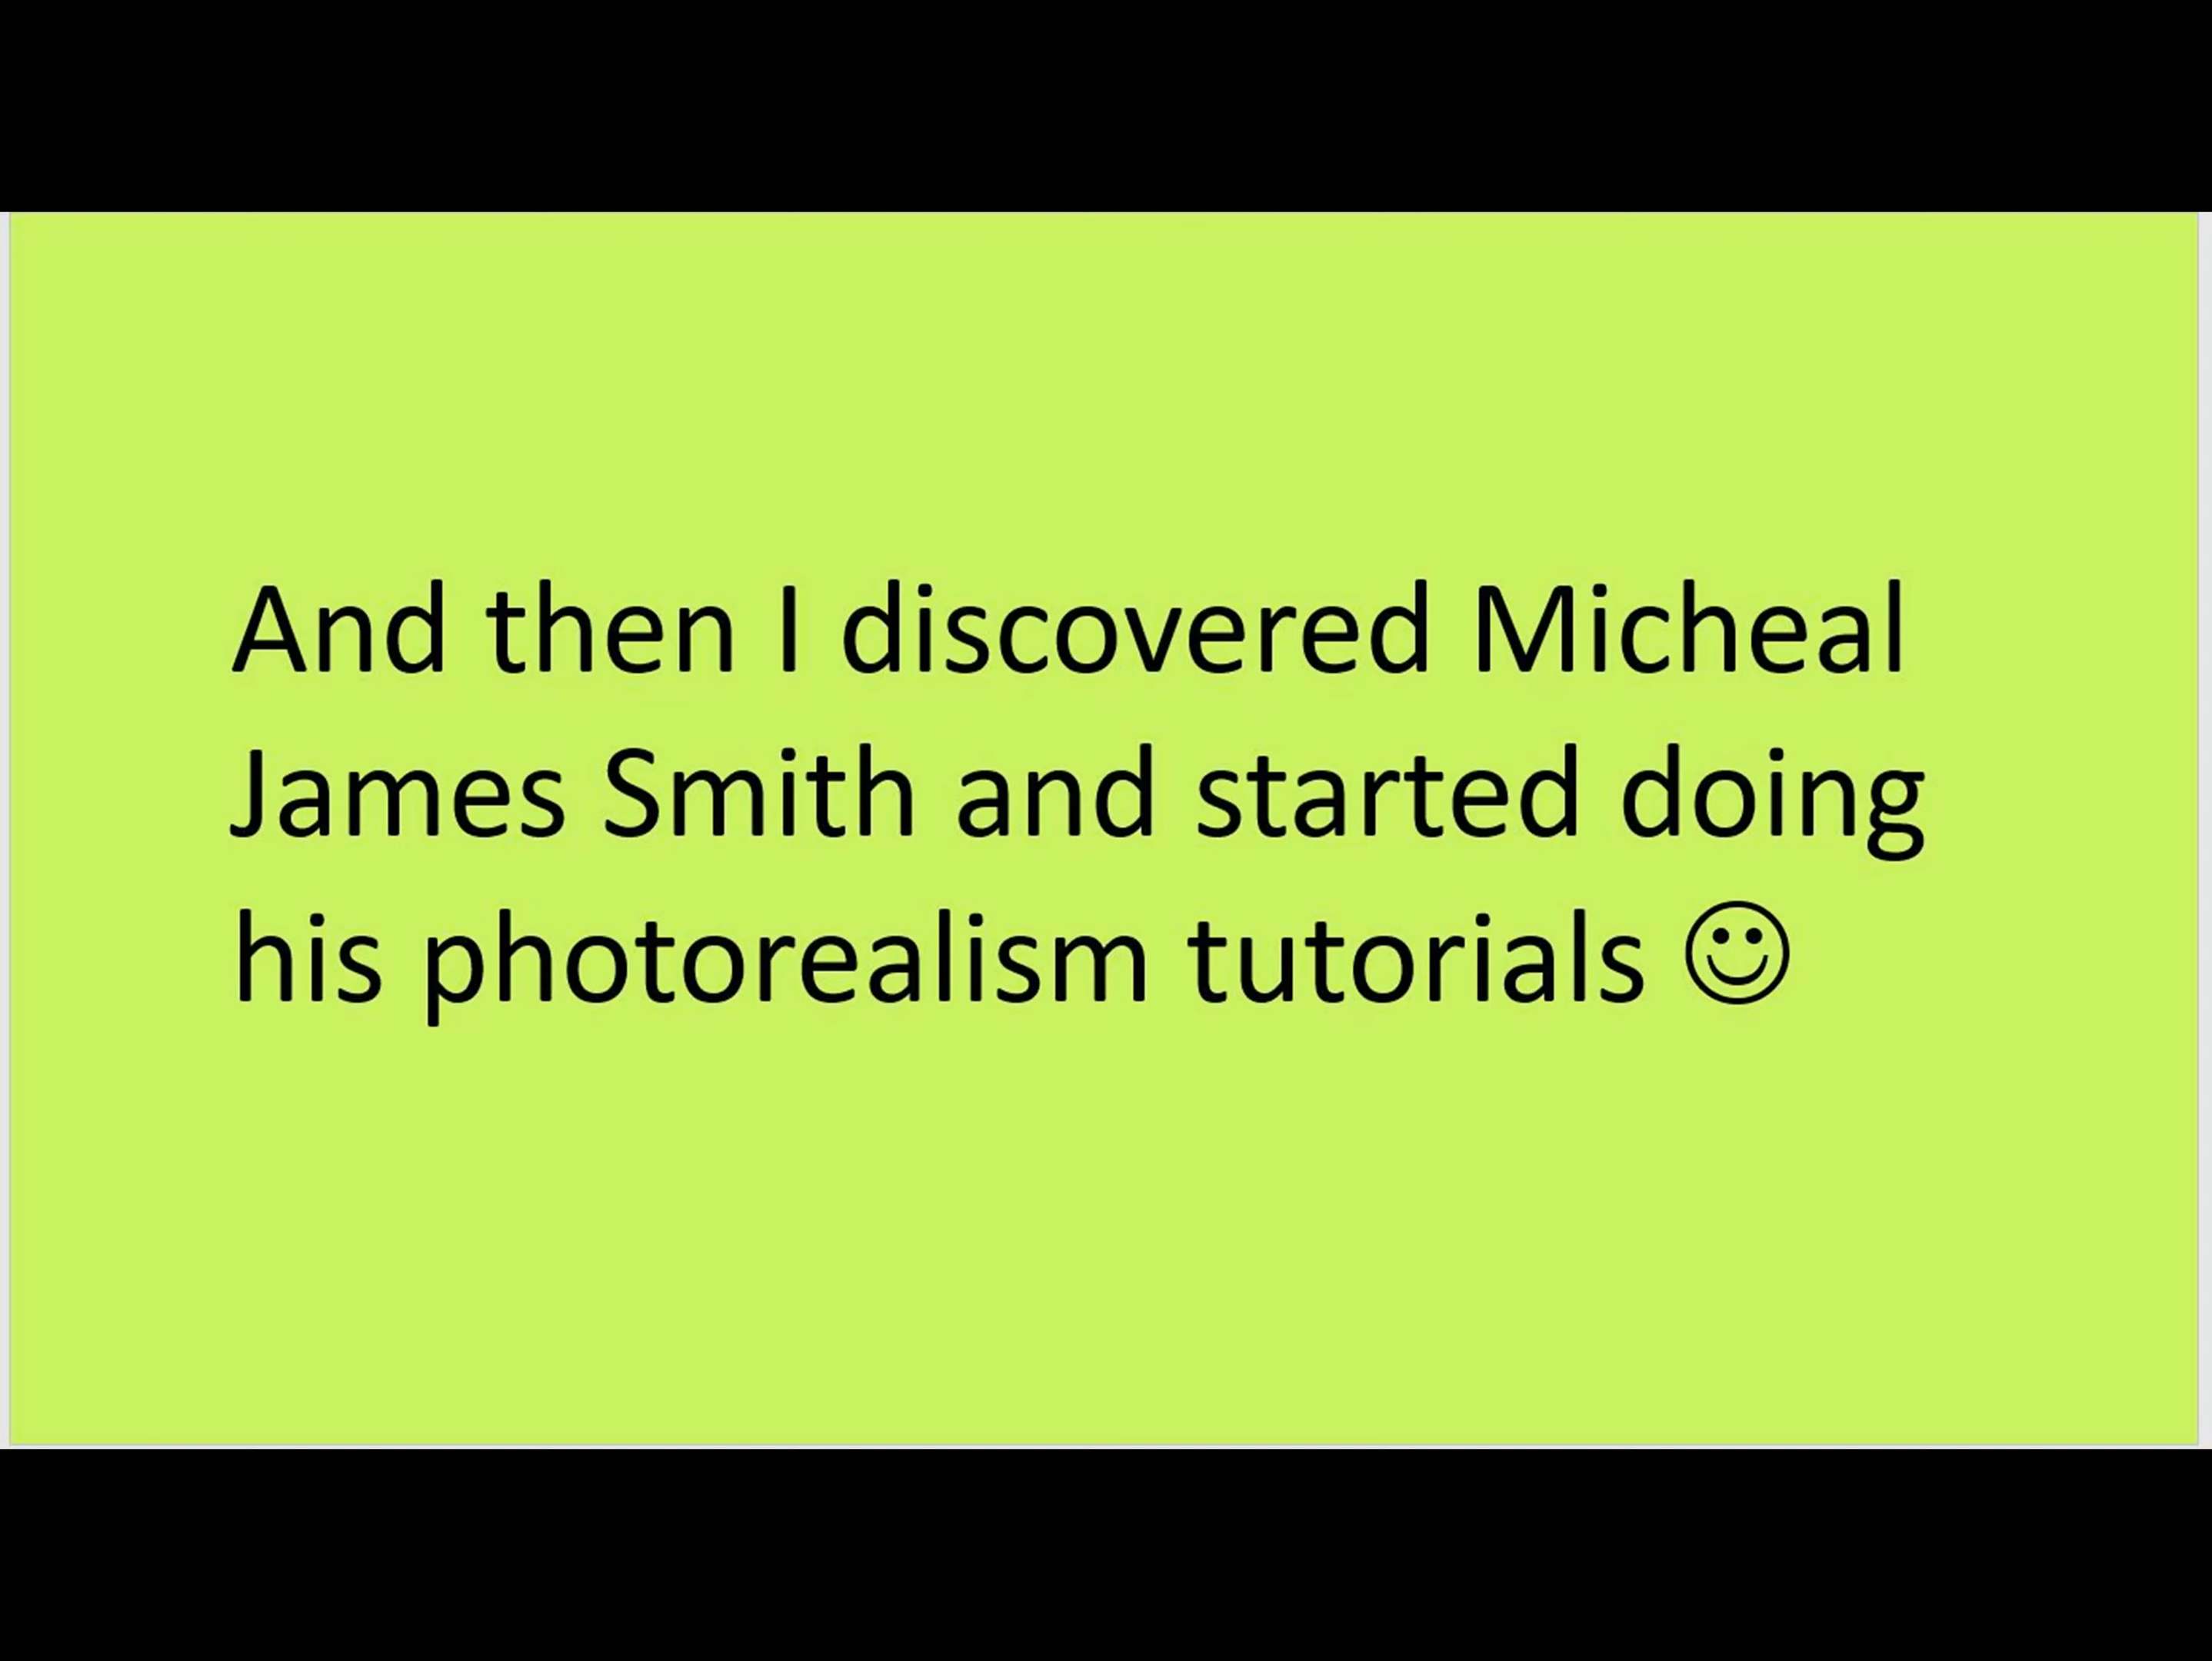 And then I discovered Micheal
James Smith and started doing
his photorealism tutorials ☺